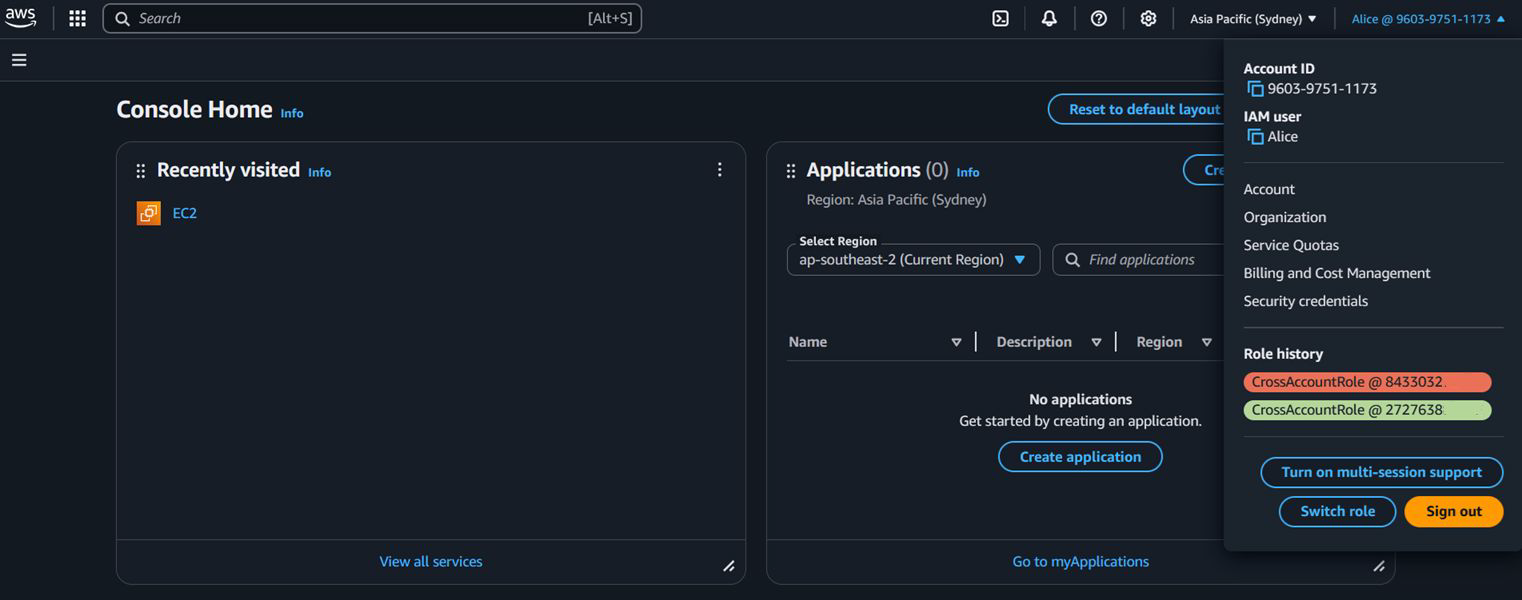 aws
Search [Alt+S]
Asia Pacific (Sydney)
Alice @ 9603-9751-1173
Console Home Info
Reset to default layout
Recently visited Info
EC2
View all services
Applications (0) Info
Region: Asia Pacific (Sydney)
Select Region
ap-southeast-2 (Current Region)
Find applications
Name Description Region
No applications
Get started by creating an application.
Create application
Go to myApplications
Account ID
9603-9751-1173
IAM user
Alice
Account
Organization
Service Quotas
Billing and Cost Management
Security credentials
Role history
CrossAccountRole @ 8433032
CrossAccountRole @ 2727638
Turn on multi-session support
Switch role
Sign out